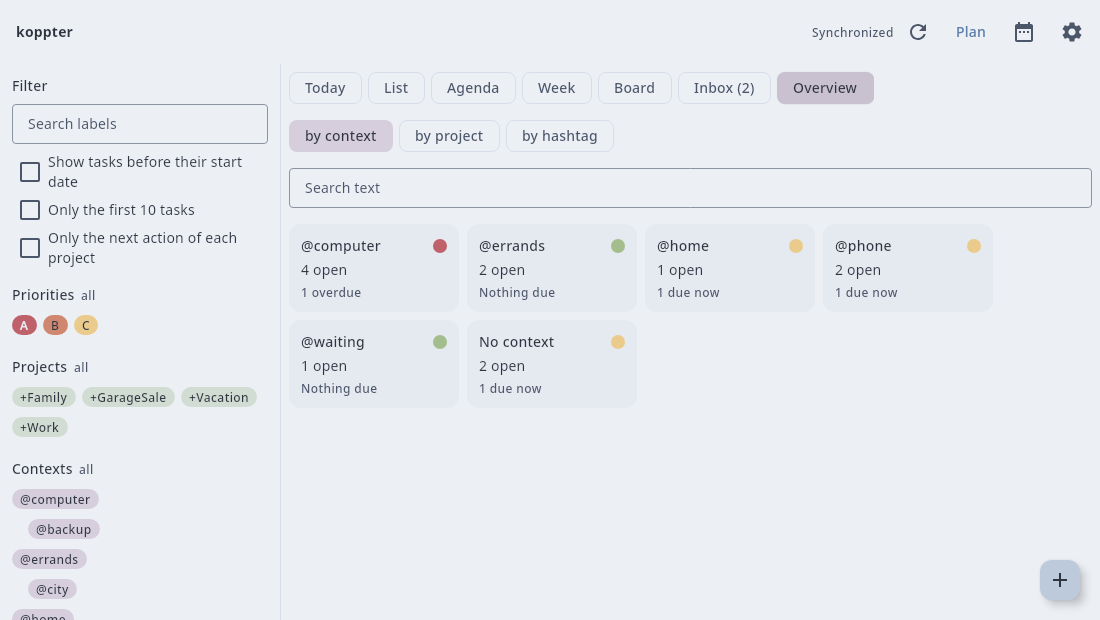 koppter
Synchronized
Plan
Filter
Search labels
Show tasks before their start
date
Only the first 10 tasks
Only the next action of each
project
Priorities all
A B C
Projects all
+Family +GarageSale +Vacation
+Work
Contexts all
@computer
@backup
@errands
@city
@home
Today List Agenda Week Board Inbox (2) Overview
by context by project by hashtag
Search text
@computer
4 open
1 overdue
@errands
2 open
Nothing due
@home
1 open
1 due now
@phone
2 open
1 due now
@waiting
1 open
Nothing due
No context
2 open
1 due now
+